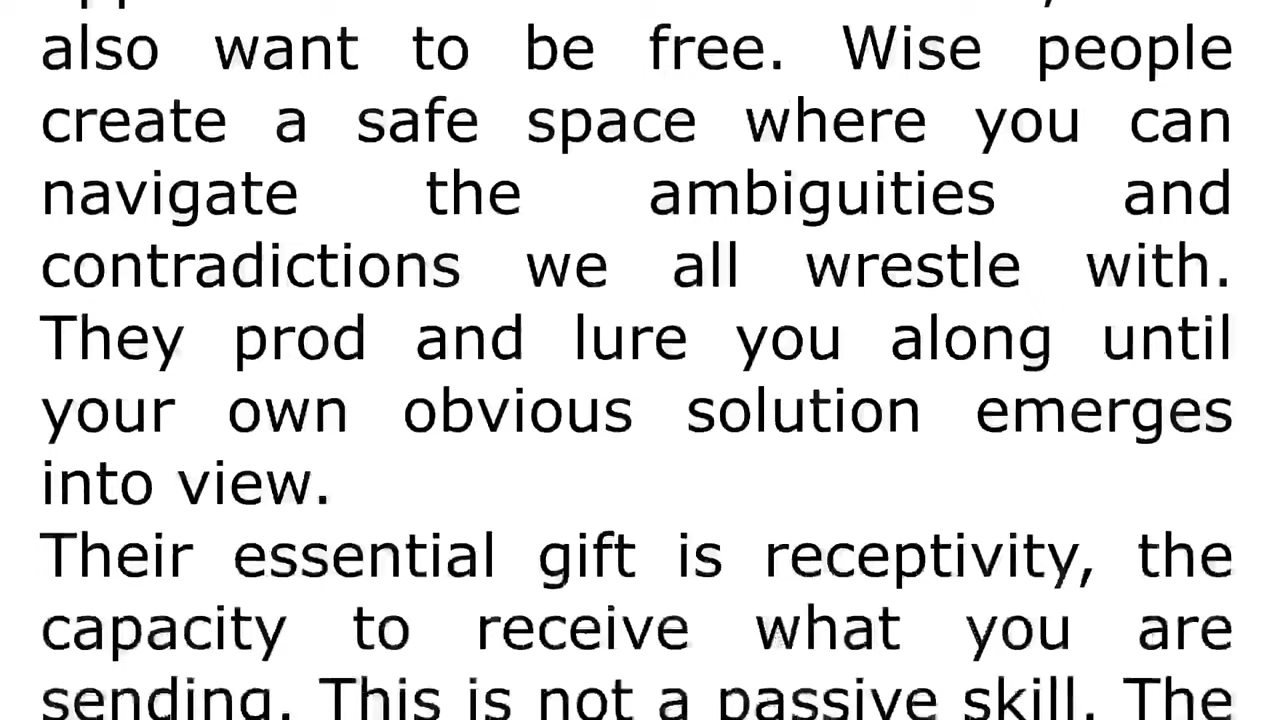 also want to be free. Wise people
create a safe space where you can
navigate the ambiguities and
contradictions we all wrestle with.
They prod and lure you along until
your own obvious solution emerges
into view.
Their essential gift is receptivity, the
capacity to receive what you are
sending. This is not a passive skill. The